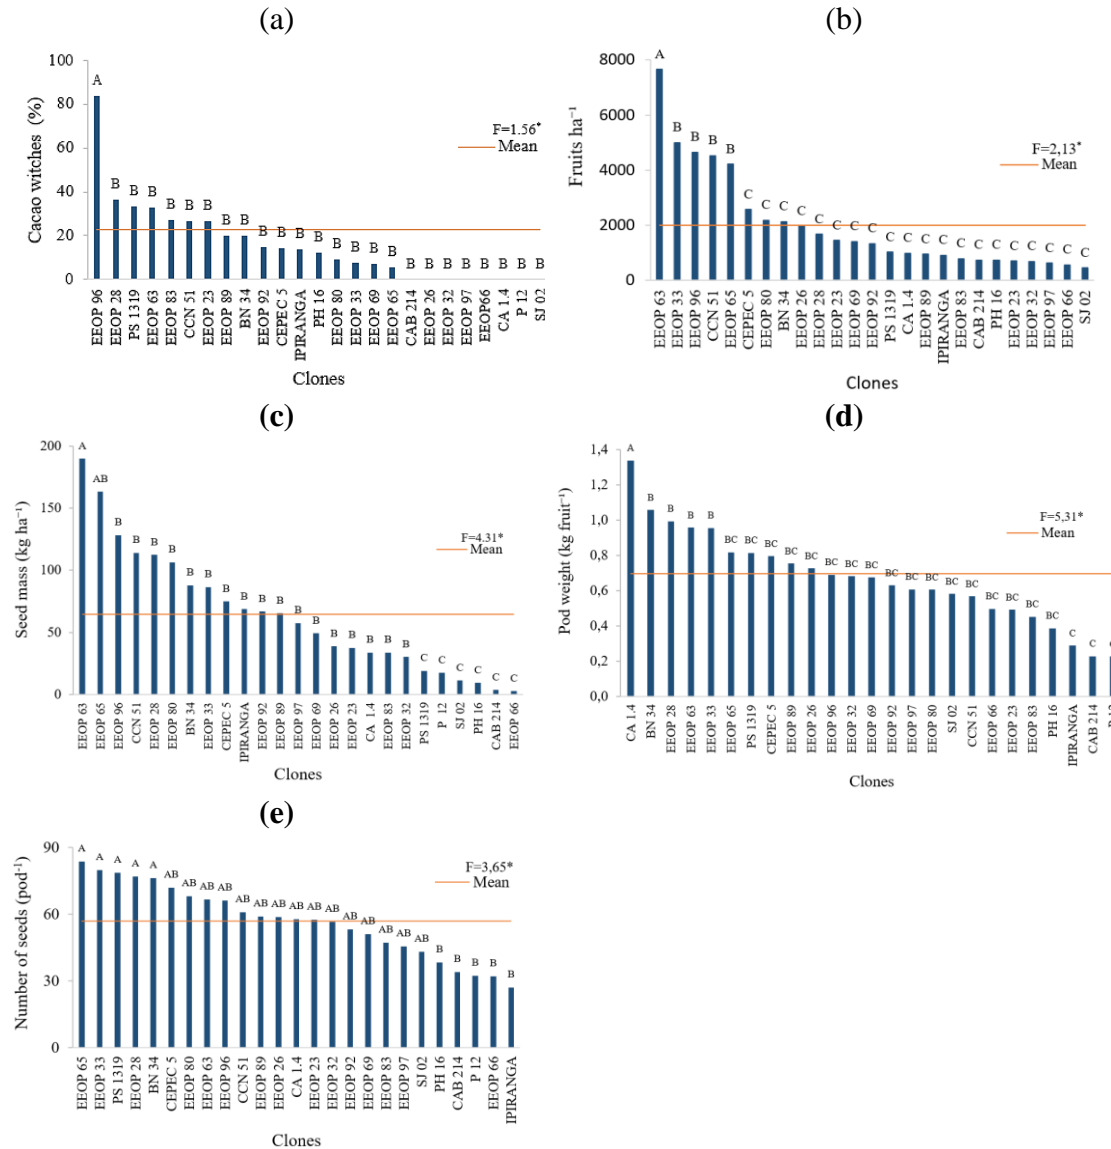 (a)
100
80
60
40
20
0
Cacao witches (%)
A B B B B B B B B B B B B B B B B B B B B B B B B
F=1.56*
Mean
EEOP 96
EEOP 28
PS 1319
EEOP 63
EEOP 83
CCN 51
EEOP 23
EEOP 89
BN 34
EEOP 92
CEPEC 5
IPIRANGA
PH 16
EEOP 80
EEOP 33
EEOP 69
EEOP 65
CAB 214
EEOP 26
EEOP 32
EEOP 97
EEOP66
CA 1.4
P 12
SJ 02
Clones
(b)
8000
6000
4000
2000
0
Fruits ha⁻¹
A B B B B C C C C C C C C C C C C C C C C C C C C
F=2,13*
Mean
EEOP 63
EEOP 33
EEOP 96
CCN 51
EEOP 65
CEPEC 5
EEOP 80
BN 34
EEOP 26
EEOP 28
EEOP 23
EEOP 69
EEOP 92
PS 1319
CA 1.4
EEOP 89
IPIRANGA
EEOP 83
CAB 214
PH 16
EEOP 23
EEOP 32
EEOP 97
EEOP 66
SJ 02
Clones
(c)
200
150
100
50
0
Seed mass (kg ha⁻¹)
A AB B B B B B B B B B B B B B B B B B C C C C C C
F=4.31*
Mean
EEOP 63
EEOP 65
EEOP 96
CCN 51
EEOP 28
EEOP 80
BN 34
EEOP 33
CEPEC 5
IPIRANGA
EEOP 92
EEOP 89
EEOP 97
EEOP 69
EEOP 26
EEOP 23
CA 1.4
EEOP 83
EEOP 32
PS 1319
P 12
SJ 02
PH 16
CAB 214
EEOP 66
Clones
(d)
1,4
1,2
1,0
0,8
0,6
0,4
0,2
0,0
Pod weight (kg fruit⁻¹)
A B B B B BC BC BC BC BC BC BC BC BC BC BC BC BC BC BC BC BC C C
F=5,31*
Mean
CA 1.4
BN 34
EEOP 28
EEOP 63
EEOP 33
EEOP 65
PS 1319
CEPEC 5
EEOP 89
EEOP 26
EEOP 96
EEOP 32
EEOP 69
EEOP 92
EEOP 97
EEOP 80
SJ 02
CCN 51
EEOP 66
EEOP 23
EEOP 83
PH 16
IPIRANGA
CAB 214
Clones
(e)
90
60
30
0
Number of seeds (pod⁻¹)
A A A A A AB AB AB AB AB AB AB AB AB AB AB AB AB AB AB B B B B B
F=3,65*
Mean
EEOP 65
EEOP 33
PS 1319
EEOP 28
BN 34
CEPEC 5
EEOP 80
EEOP 63
EEOP 96
CCN 51
EEOP 89
EEOP 26
CA 1.4
EEOP 23
EEOP 32
EEOP 92
EEOP 69
EEOP 83
EEOP 97
SJ 02
PH 16
CAB 214
P 12
EEOP 66
IPIRANGA
Clones